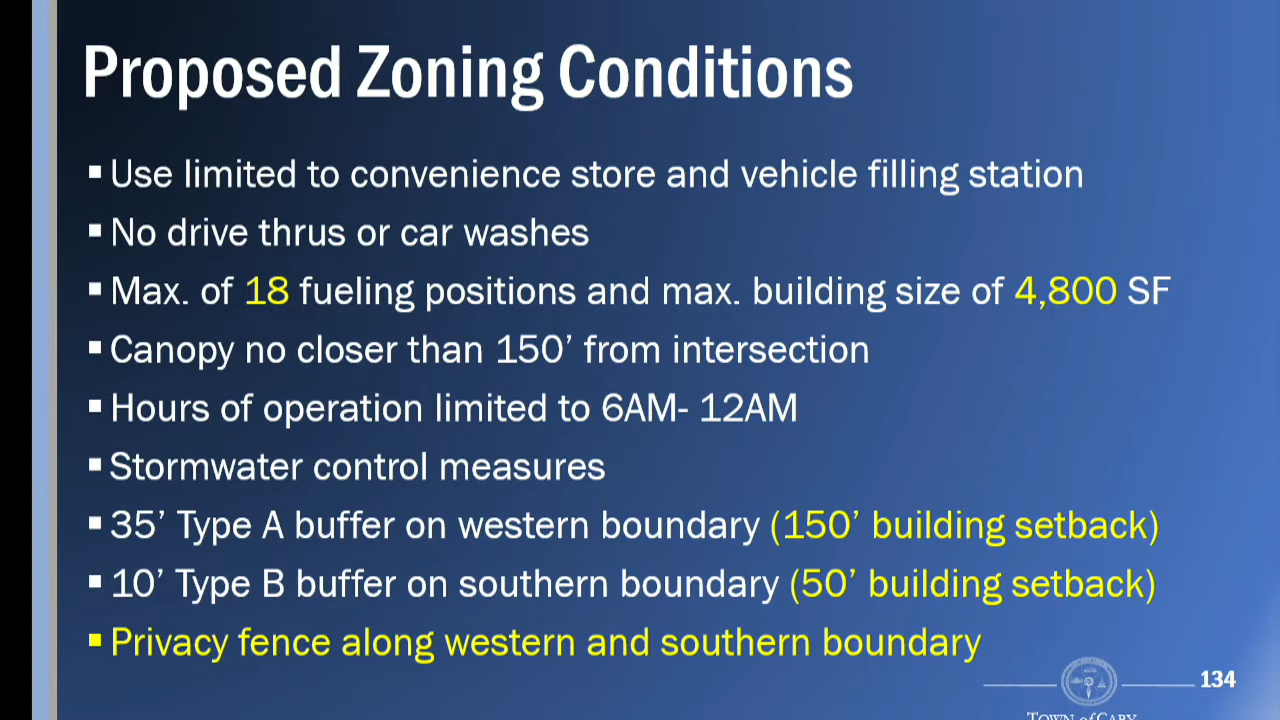 Proposed Zoning Conditions
▪ Use limited to convenience store and vehicle filling station
▪ No drive thrus or car washes
▪ Max. of 18 fueling positions and max. building size of 4,800 SF
▪ Canopy no closer than 150’ from intersection
▪ Hours of operation limited to 6AM- 12AM
▪ Stormwater control measures
▪ 35’ Type A buffer on western boundary (150’ building setback)
▪ 10’ Type B buffer on southern boundary (50’ building setback)
▪ Privacy fence along western and southern boundary
134
TOWN of CARY